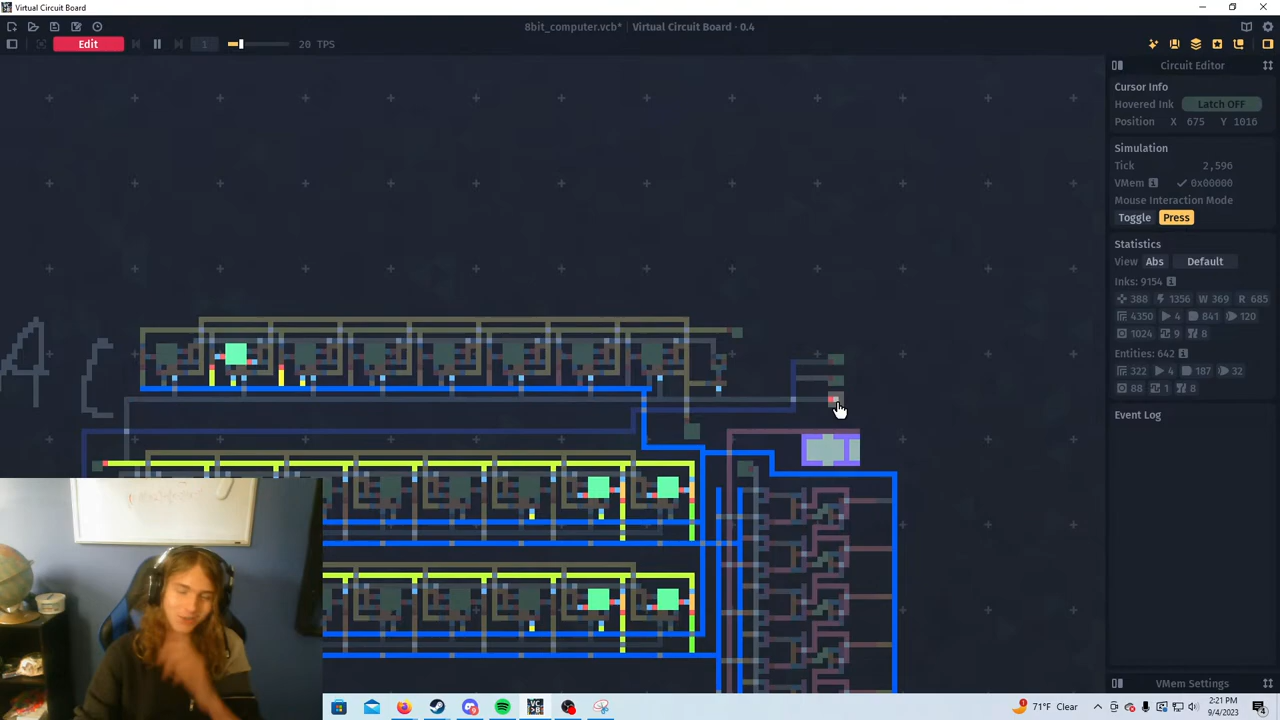 Virtual Circuit Board
8bit_computer.vcb* | Virtual Circuit Board · 0.4
Edit
1
20 TPS
Circuit Editor
Cursor Info
Hovered Ink Latch OFF
Position X 675 Y 1016
Simulation
Tick 2,596
VMem 0x00000
Mouse Interaction Mode
Toggle Press
Statistics
View Abs Default
Inks: 9154
388 1356 W 369 R 685
4350 4 841 120
1024 9 8
Entities: 642
322 4 187 32
88 1 8
Event Log
AC
VMem Settings
71°F Clear
2:21 PM
9/4/2023